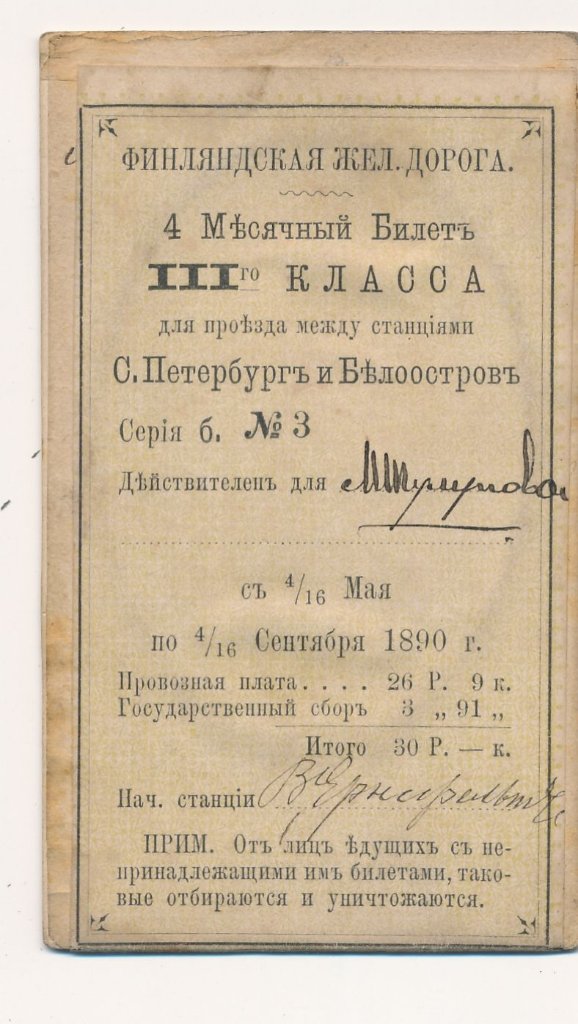 ФИНЛЯНДСКАЯ ЖЕЛ. ДОРОГА.
4 Мѣсячный Билетъ
IIIго КЛАССА
для проѣзда между станціями
С. Петербургъ и Бѣлоостровъ
Серія б. № 3
Дѣйствителенъ для
съ 4/16 Мая
по 4/16 Сентября 1890 г.
Провозная плата.... 26 Р. 9 к.
Государственный сборъ 3 „ 91 „
Итого 30 Р. — к.
Нач. станціи
ПРИМ. Отъ лицъ ѣдущихъ съ не-
принадлежащими имъ билетами, тако-
вые отбираются и уничтожаются.